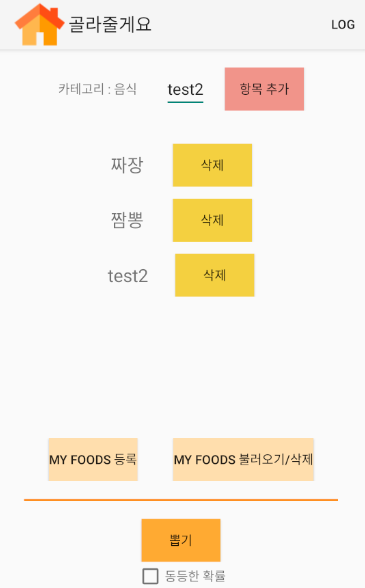 골라줄게요 LOG
카테고리 : 음식 test2 항목 추가
짜장 삭제
짬뽕 삭제
test2 삭제
MY FOODS 등록 MY FOODS 불러오기/삭제
뽑기
동등한 확률